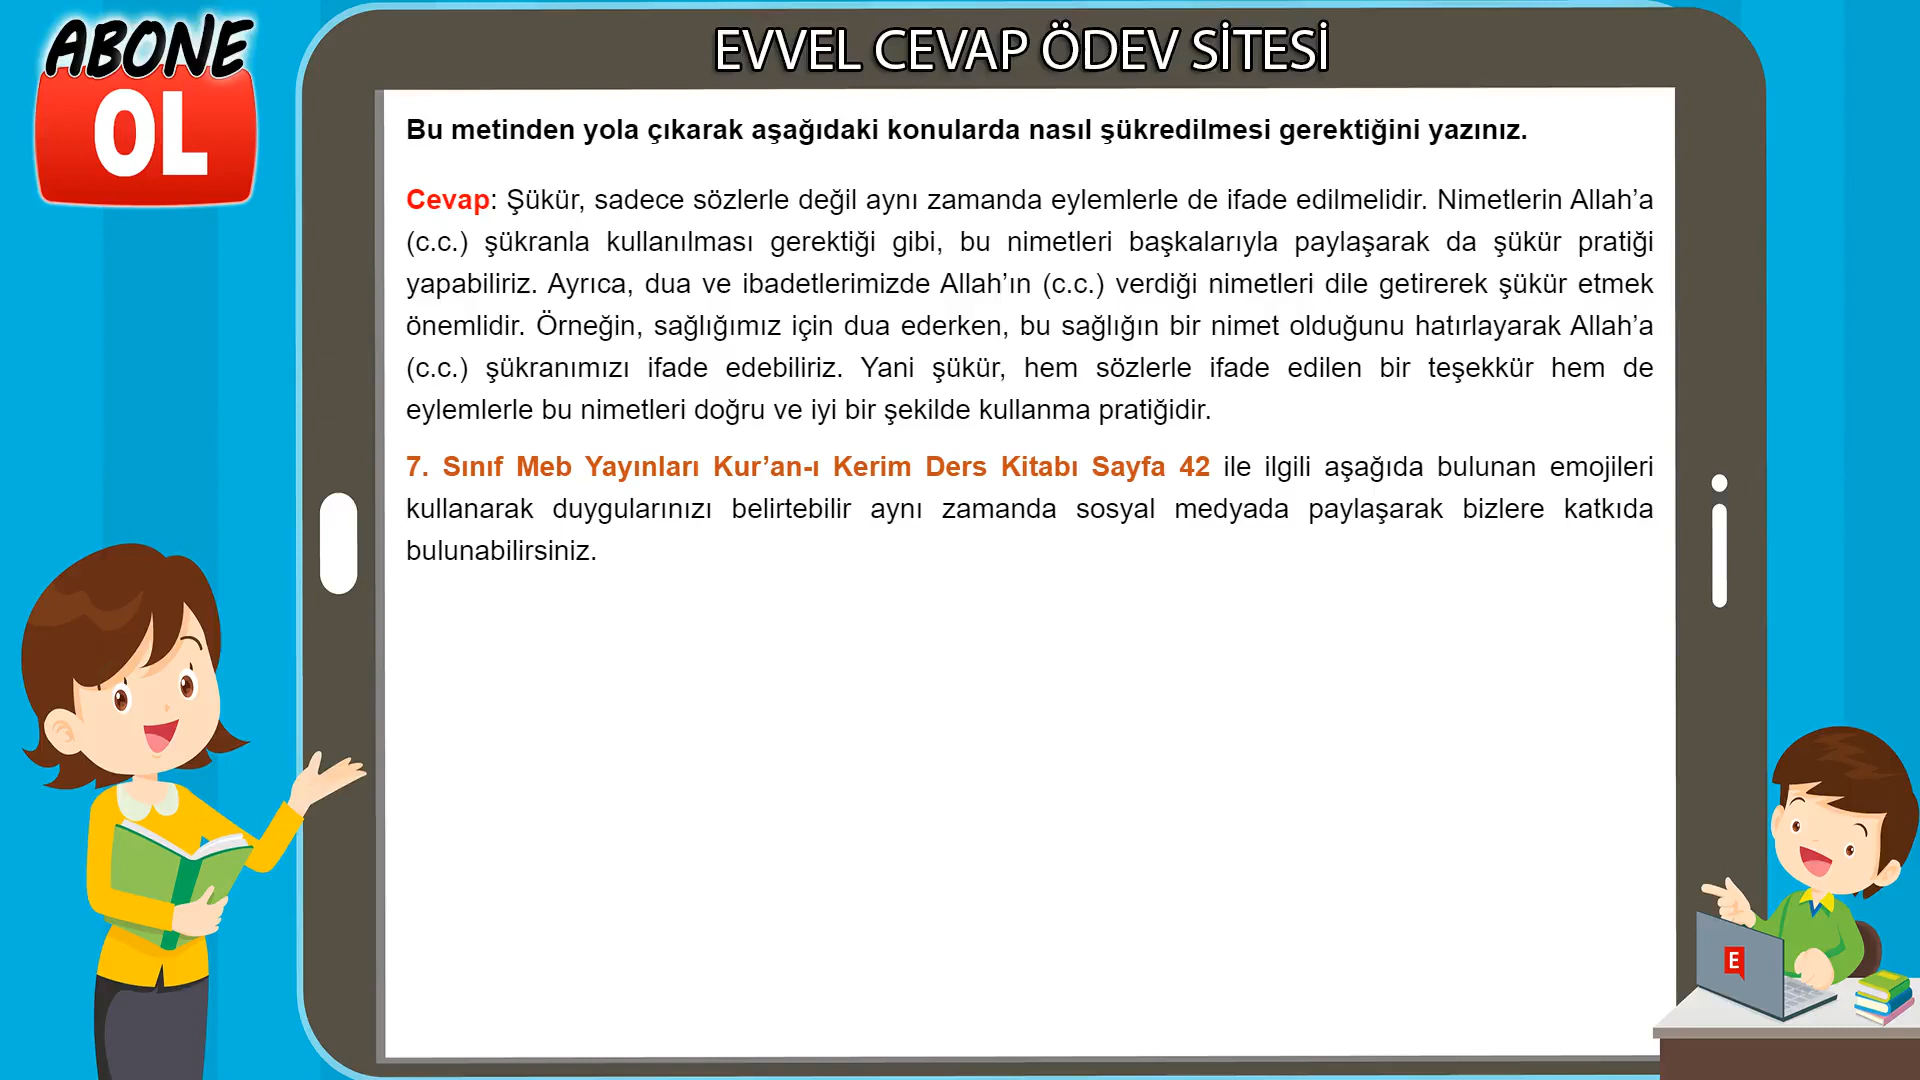 ABONE
OL
EVVEL CEVAP ÖDEV SİTESİ
Bu metinden yola çıkarak aşağıdaki konularda nasıl şükredilmesi gerektiğini yazınız.
Cevap: Şükür, sadece sözlerle değil aynı zamanda eylemlerle de ifade edilmelidir. Nimetlerin Allah’a
(c.c.) şükranla kullanılması gerektiği gibi, bu nimetleri başkalarıyla paylaşarak da şükür pratiği
yapabiliriz. Ayrıca, dua ve ibadetlerimizde Allah’ın (c.c.) verdiği nimetleri dile getirerek şükür etmek
önemlidir. Örneğin, sağlığımız için dua ederken, bu sağlığın bir nimet olduğunu hatırlayarak Allah’a
(c.c.) şükranımızı ifade edebiliriz. Yani şükür, hem sözlerle ifade edilen bir teşekkür hem de
eylemlerle bu nimetleri doğru ve iyi bir şekilde kullanma pratiğidir.
7. Sınıf Meb Yayınları Kur’an-ı Kerim Ders Kitabı Sayfa 42 ile ilgili aşağıda bulunan emojileri
kullanarak duygularınızı belirtebilir aynı zamanda sosyal medyada paylaşarak bizlere katkıda
bulunabilirsiniz.
E